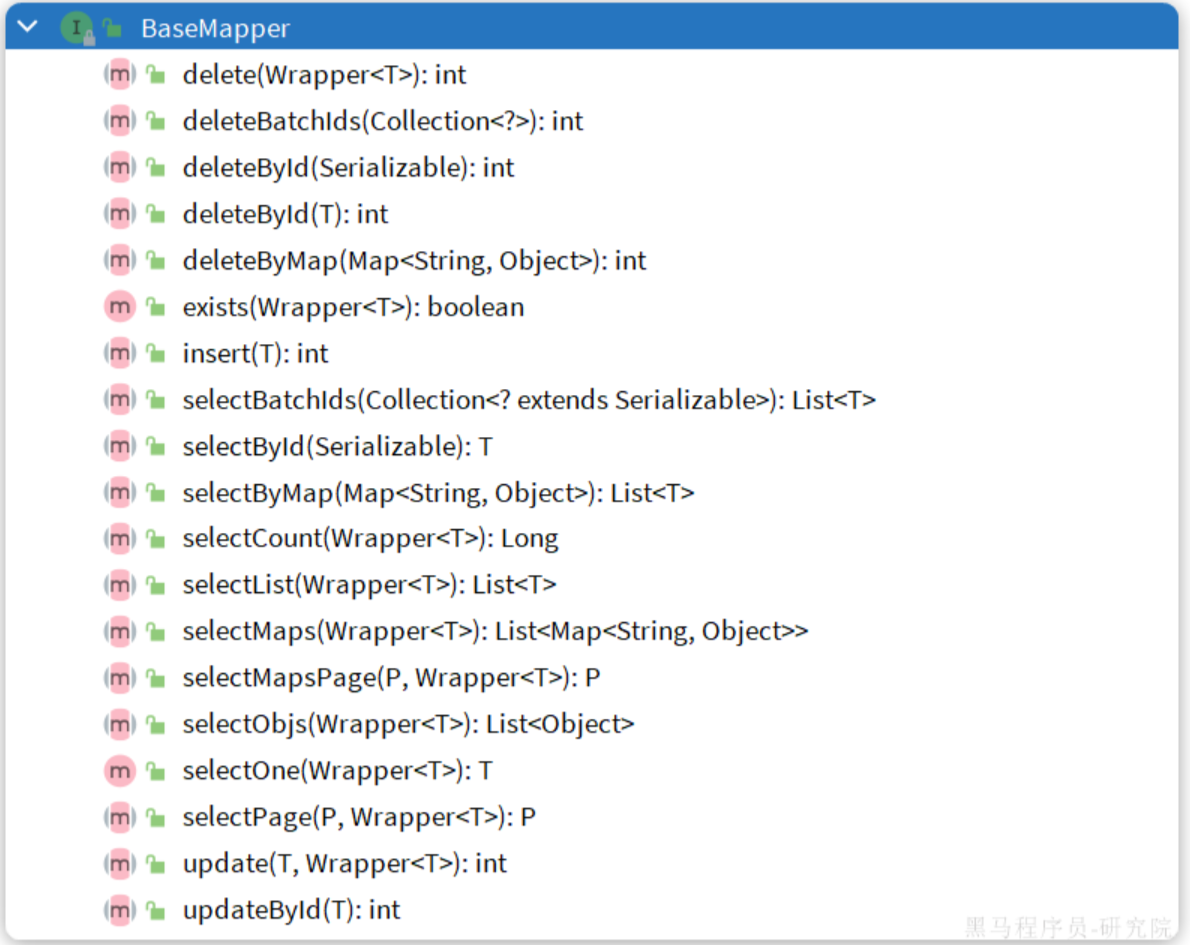 BaseMapper
delete(Wrapper<T>): int
deleteBatchIds(Collection<?>): int
deleteById(Serializable): int
deleteById(T): int
deleteByMap(Map<String, Object>): int
exists(Wrapper<T>): boolean
insert(T): int
selectBatchIds(Collection<? extends Serializable>): List<T>
selectById(Serializable): T
selectByMap(Map<String, Object>): List<T>
selectCount(Wrapper<T>): Long
selectList(Wrapper<T>): List<T>
selectMaps(Wrapper<T>): List<Map<String, Object>>
selectMapsPage(P, Wrapper<T>): P
selectObjs(Wrapper<T>): List<Object>
selectOne(Wrapper<T>): T
selectPage(P, Wrapper<T>): P
update(T, Wrapper<T>): int
updateById(T): int
黑马程序员-研究院